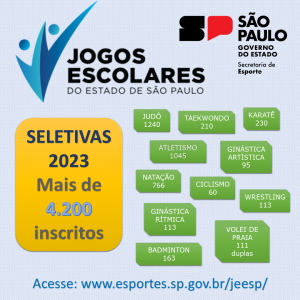 JOGOS
ESCOLARES
DO ESTADO DE SÃO PAULO
SP
SÃO PAULO
GOVERNO
DO ESTADO
Secretaria de
Esporte
SELETIVAS
2023
Mais de
4.200
inscritos
JUDÔ
1240
TAEKWONDO
210
KARATÊ
230
ATLETISMO
1045
GINÁSTICA
ARTÍSTICA
95
NATAÇÃO
766
CICLISMO
60
WRESTLING
113
GINÁSTICA
RÍTMICA
113
VOLEI DE
PRAIA
111
duplas
BADMINTON
163
Acesse: www.esportes.sp.gov.br/jeesp/